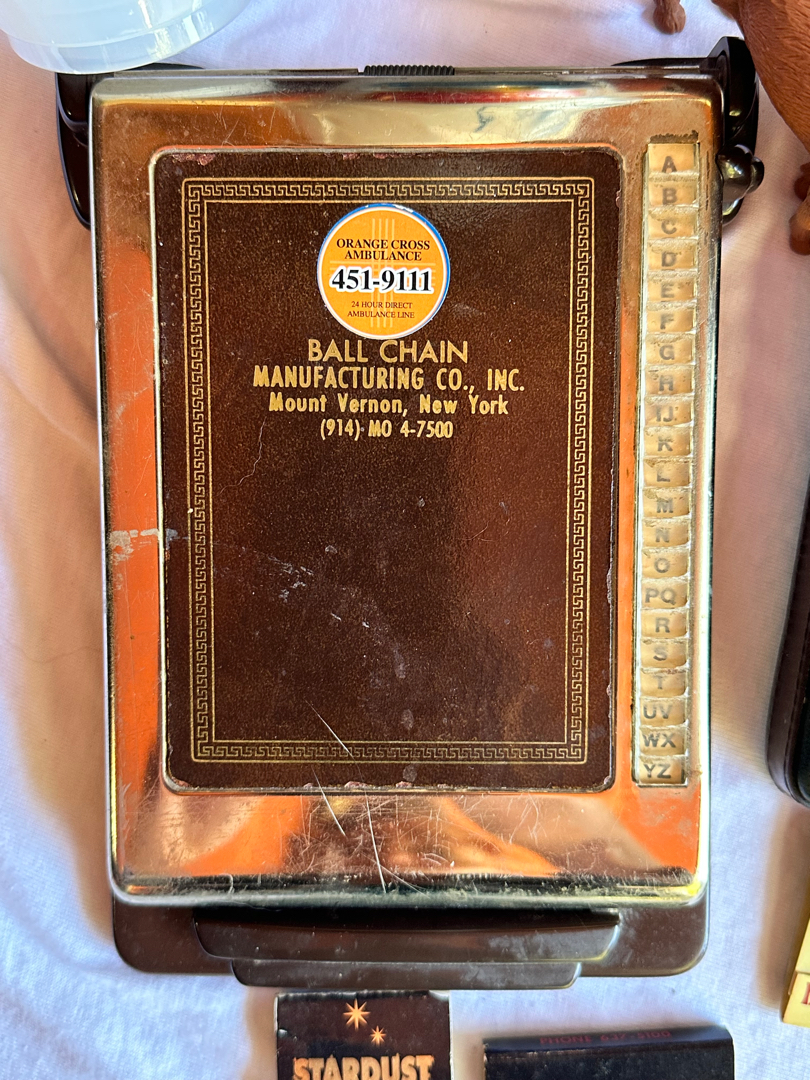 ORANGE CROSS
AMBULANCE
451-9111
24 HOUR DIRECT
AMBULANCE LINE
BALL CHAIN
MANUFACTURING CO., INC.
Mount Vernon, New York
(914) MO 4-7500
A
B
C
D
E
F
G
H
IJ
K
L
M
N
O
PQ
R
S
T
UV
WX
YZ
STARDUST